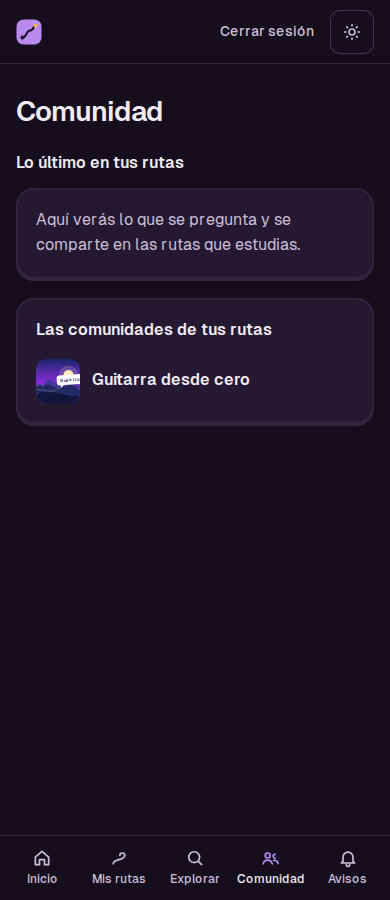 Cerrar sesión
Comunidad
Lo último en tus rutas
Aquí verás lo que se pregunta y se
comparte en las rutas que estudias.
Las comunidades de tus rutas
Guitarra desde cero
Inicio
Mis rutas
Explorar
Comunidad
Avisos